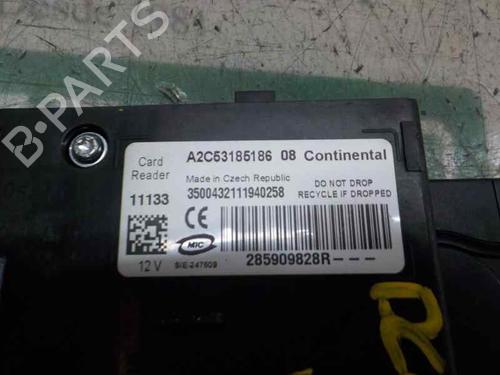 B-PARTS
Card Reader
A2C53185186 08 Continental
Made in Czech Republic
DO NOT DROP
RECYCLE IF DROPPED
11133
3500432111940258
CE
MIC
12 V
SIE-247609
285909828R---
R